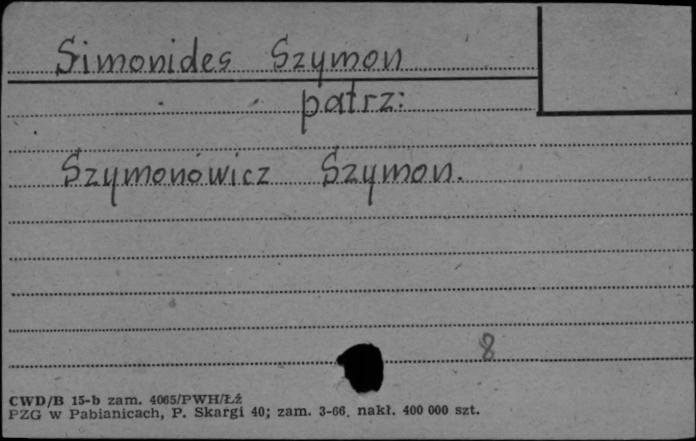 Simonides Szymon
patrz:
Szymonowicz Szymon.
8
CWD/B 15-b zam. 4065/PWH/Łź
PZG w Pabianicach, P. Skargi 40; zam. 3-66. nakł. 400 000 szt.